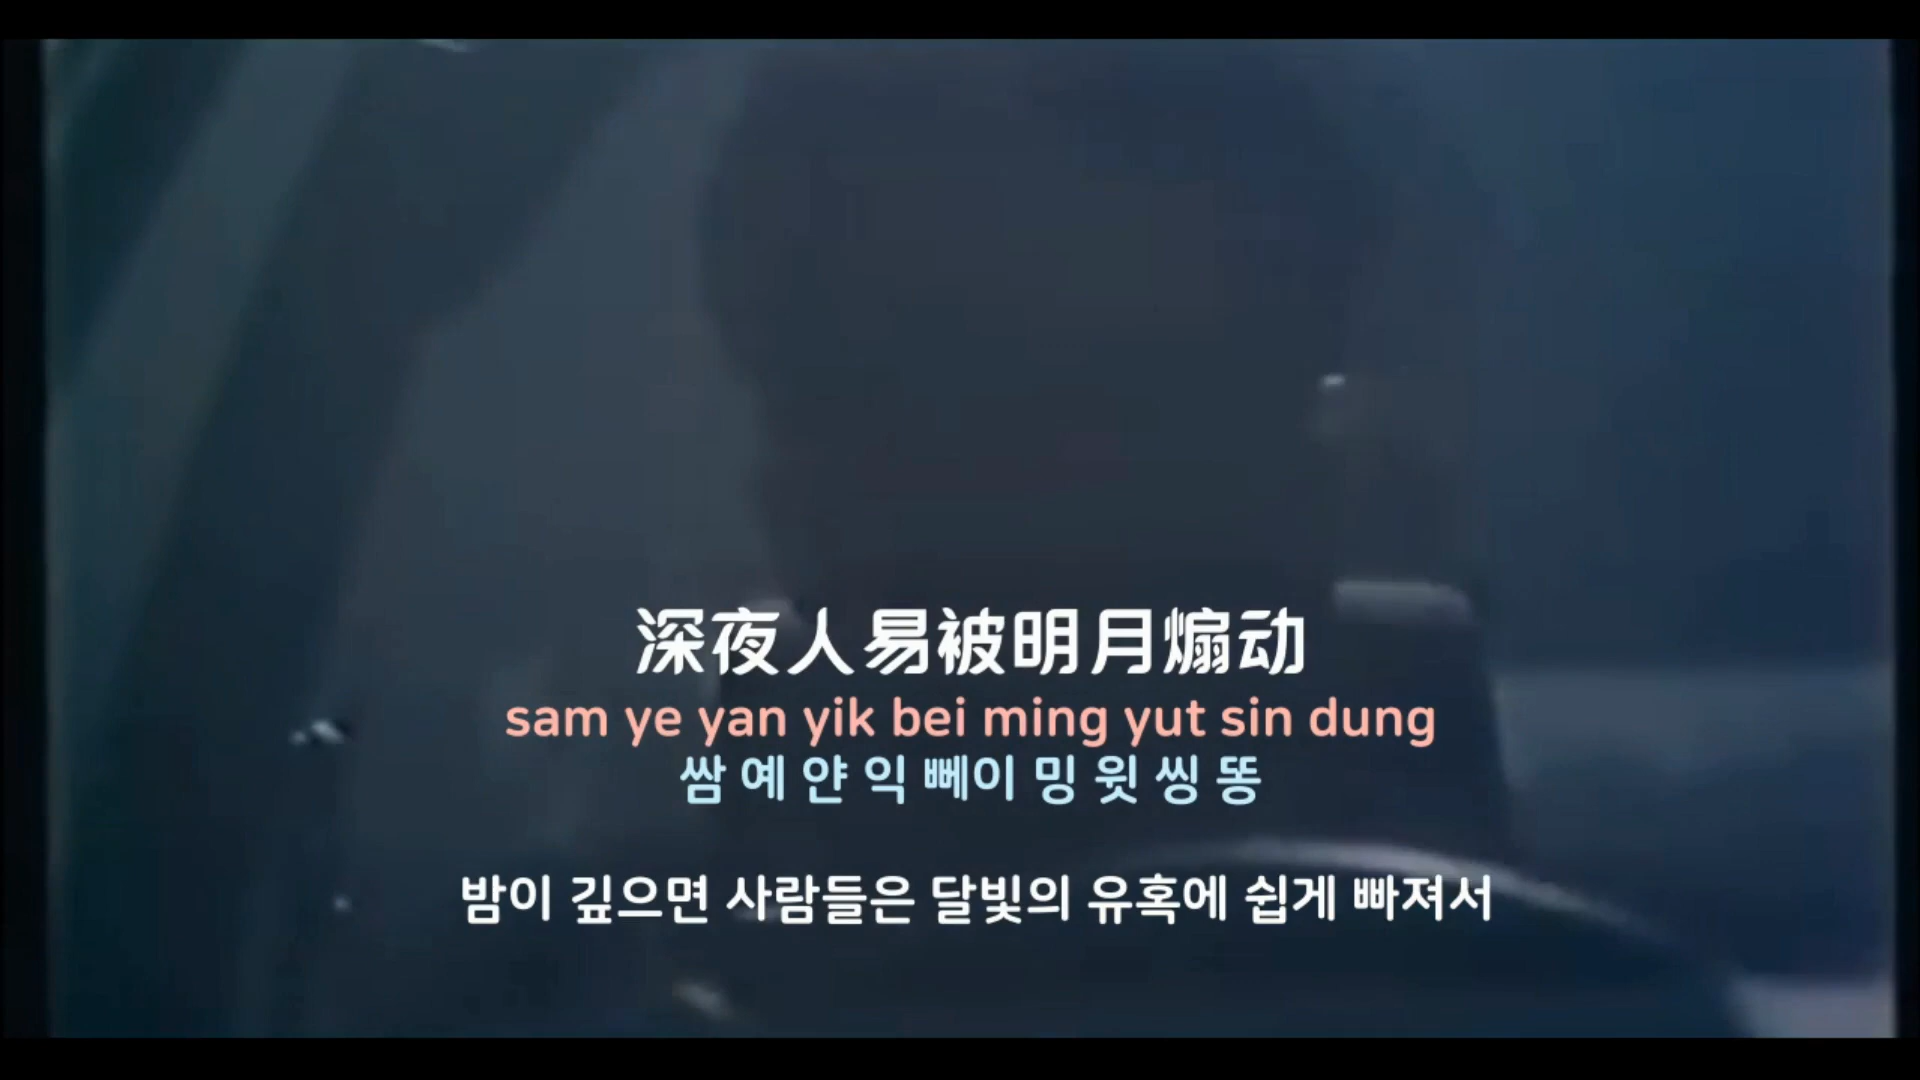 深夜人易被明月煽动
sam ye yan yik bei ming yut sin dung
쌈 예 얀 익 뻬이 밍 윗 씽 똥
밤이 깊으면 사람들은 달빛의 유혹에 쉽게 빠져서